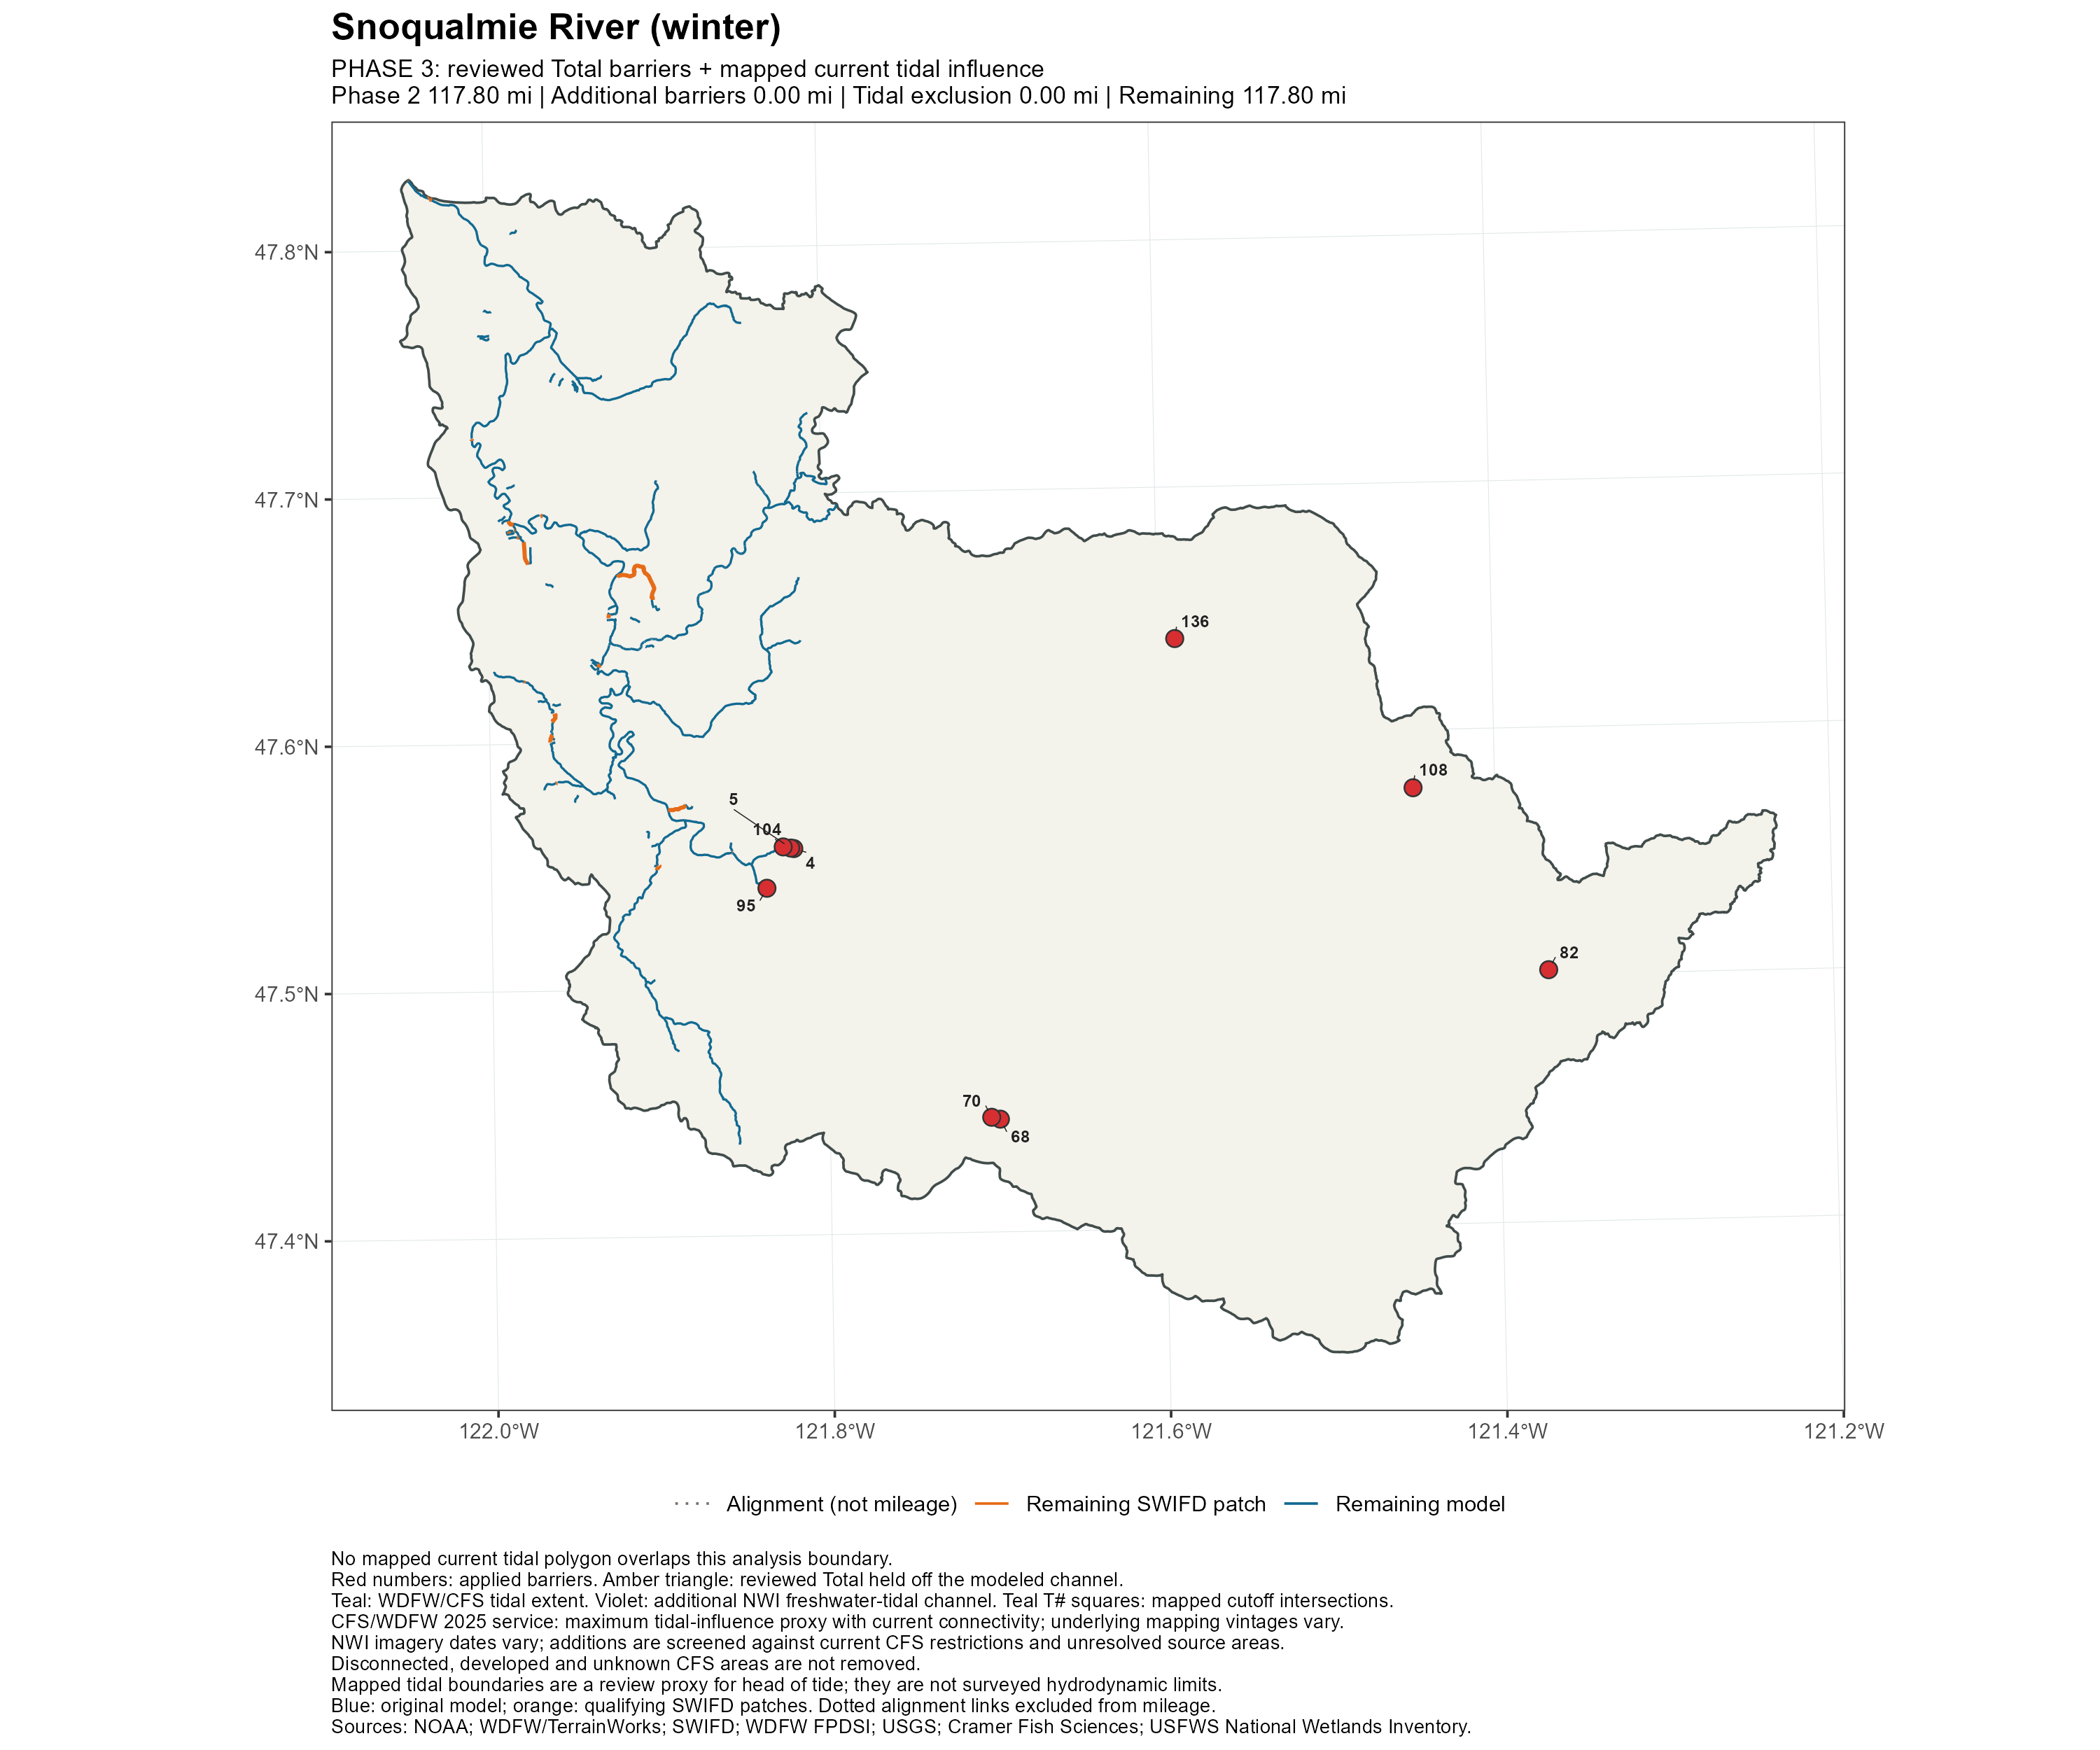 Snoqualmie River (winter)
PHASE 3: reviewed Total barriers + mapped current tidal influence
Phase 2 117.80 mi | Additional barriers 0.00 mi | Tidal exclusion 0.00 mi | Remaining 117.80 mi
47.8°N
47.7°N
136
47.6°N
108
5
104
4
95
82
47.5°N
70
68
47.4°N
122.0°W 121.8°W 121.6°W 121.4°W 121.2°W
Alignment (not mileage) Remaining SWIFD patch Remaining model
No mapped current tidal polygon overlaps this analysis boundary.
Red numbers: applied barriers. Amber triangle: reviewed Total held off the modeled channel.
Teal: WDFW/CFS tidal extent. Violet: additional NWI freshwater-tidal channel. Teal T# squares: mapped cutoff intersections.
CFS/WDFW 2025 service: maximum tidal-influence proxy with current connectivity; underlying mapping vintages vary.
NWI imagery dates vary; additions are screened against current CFS restrictions and unresolved source areas.
Disconnected, developed and unknown CFS areas are not removed.
Mapped tidal boundaries are a review proxy for head of tide; they are not surveyed hydrodynamic limits.
Blue: original model; orange: qualifying SWIFD patches. Dotted alignment links excluded from mileage.
Sources: NOAA; WDFW/TerrainWorks; SWIFD; WDFW FPDSI; USGS; Cramer Fish Sciences; USFWS National Wetlands Inventory.